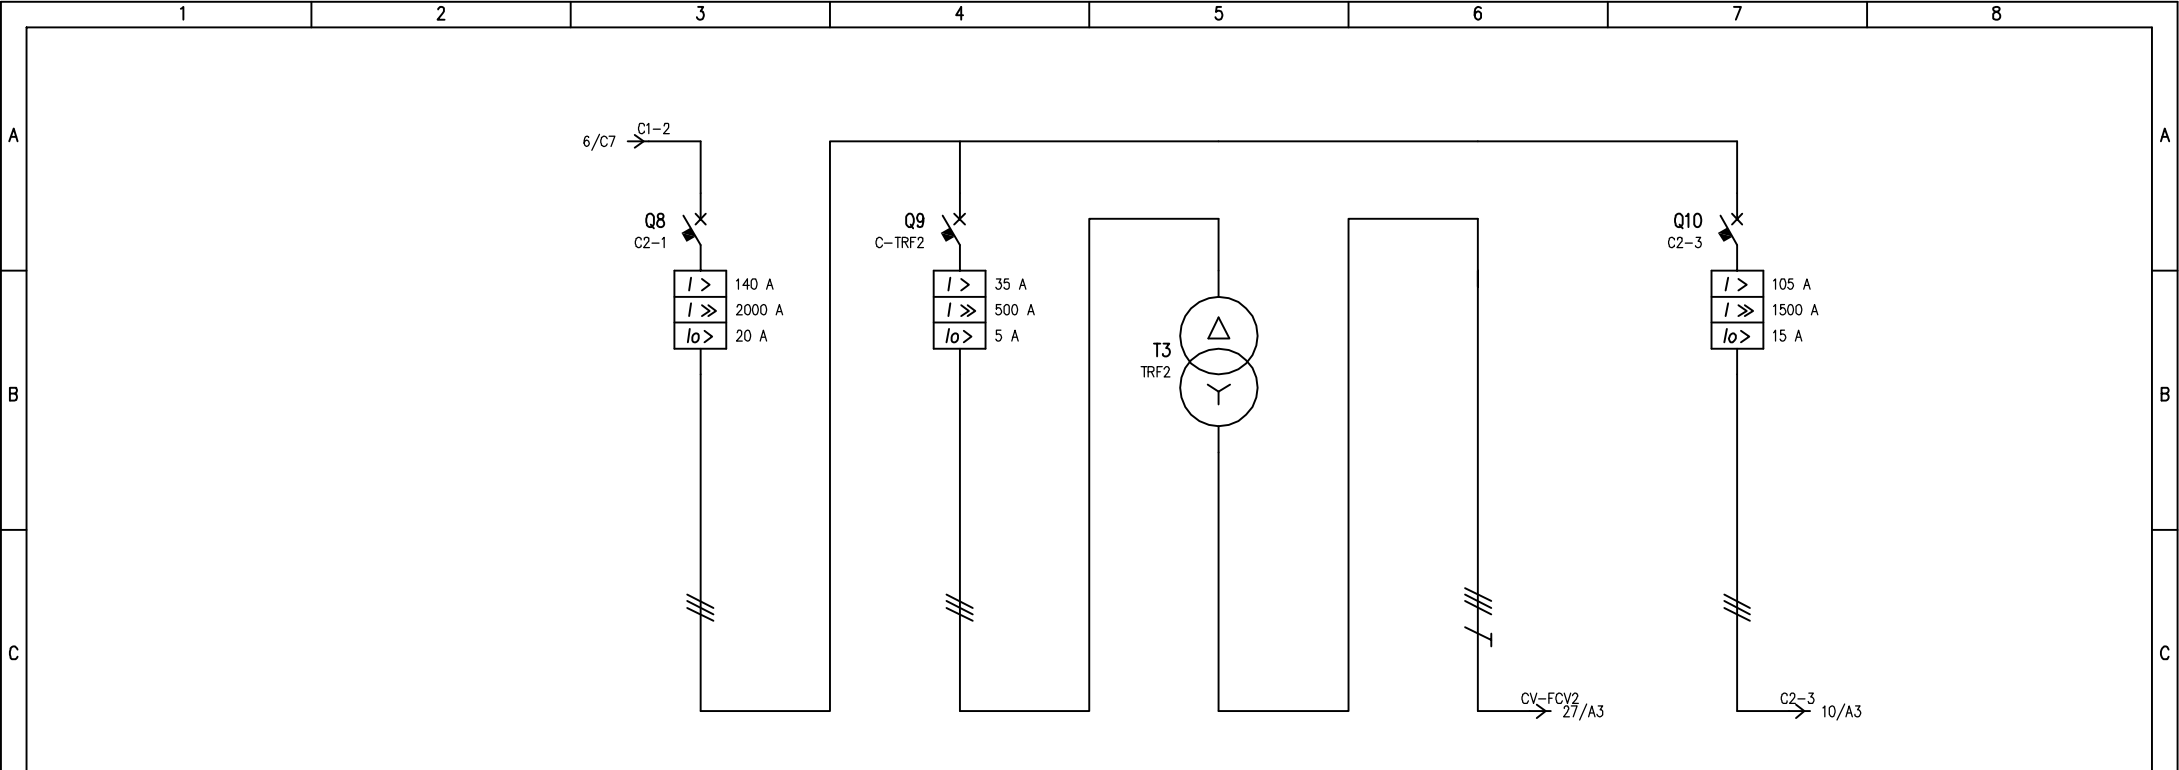 1 2 3 4 5 6 7 8
A A
C1-2
6/C7
Q8 Q9 Q10
C2-1 C-TRF2 C2-3
I > 140 A I > 35 A I > 105 A
I >> 2000 A I >> 500 A I >> 1500 A
Io> 20 A Io> 5 A Io> 15 A
T3
TRF2
B B
C C
CV-FCV2 C2-3
27/A3 10/A3